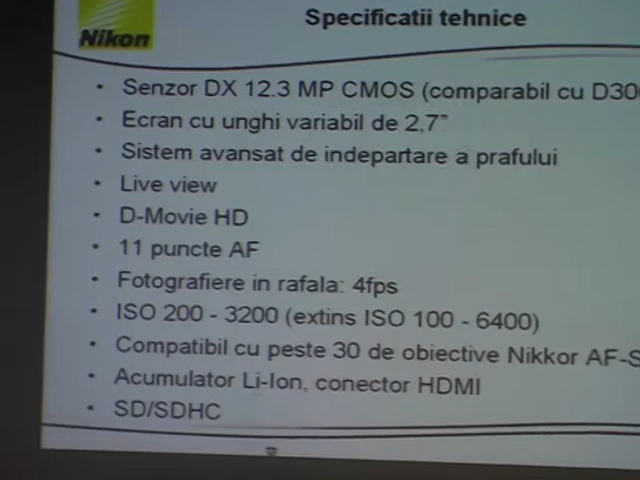 Nikon
Specificatii tehnice
• Senzor DX 12.3 MP CMOS (comparabil cu D300
• Ecran cu unghi variabil de 2,7"
• Sistem avansat de indepartare a prafului
• Live view
• D-Movie HD
• 11 puncte AF
• Fotografiere in rafala: 4fps
• ISO 200 - 3200 (extins ISO 100 - 6400)
• Compatibil cu peste 30 de obiective Nikkor AF-S
• Acumulator Li-Ion, conector HDMI
• SD/SDHC